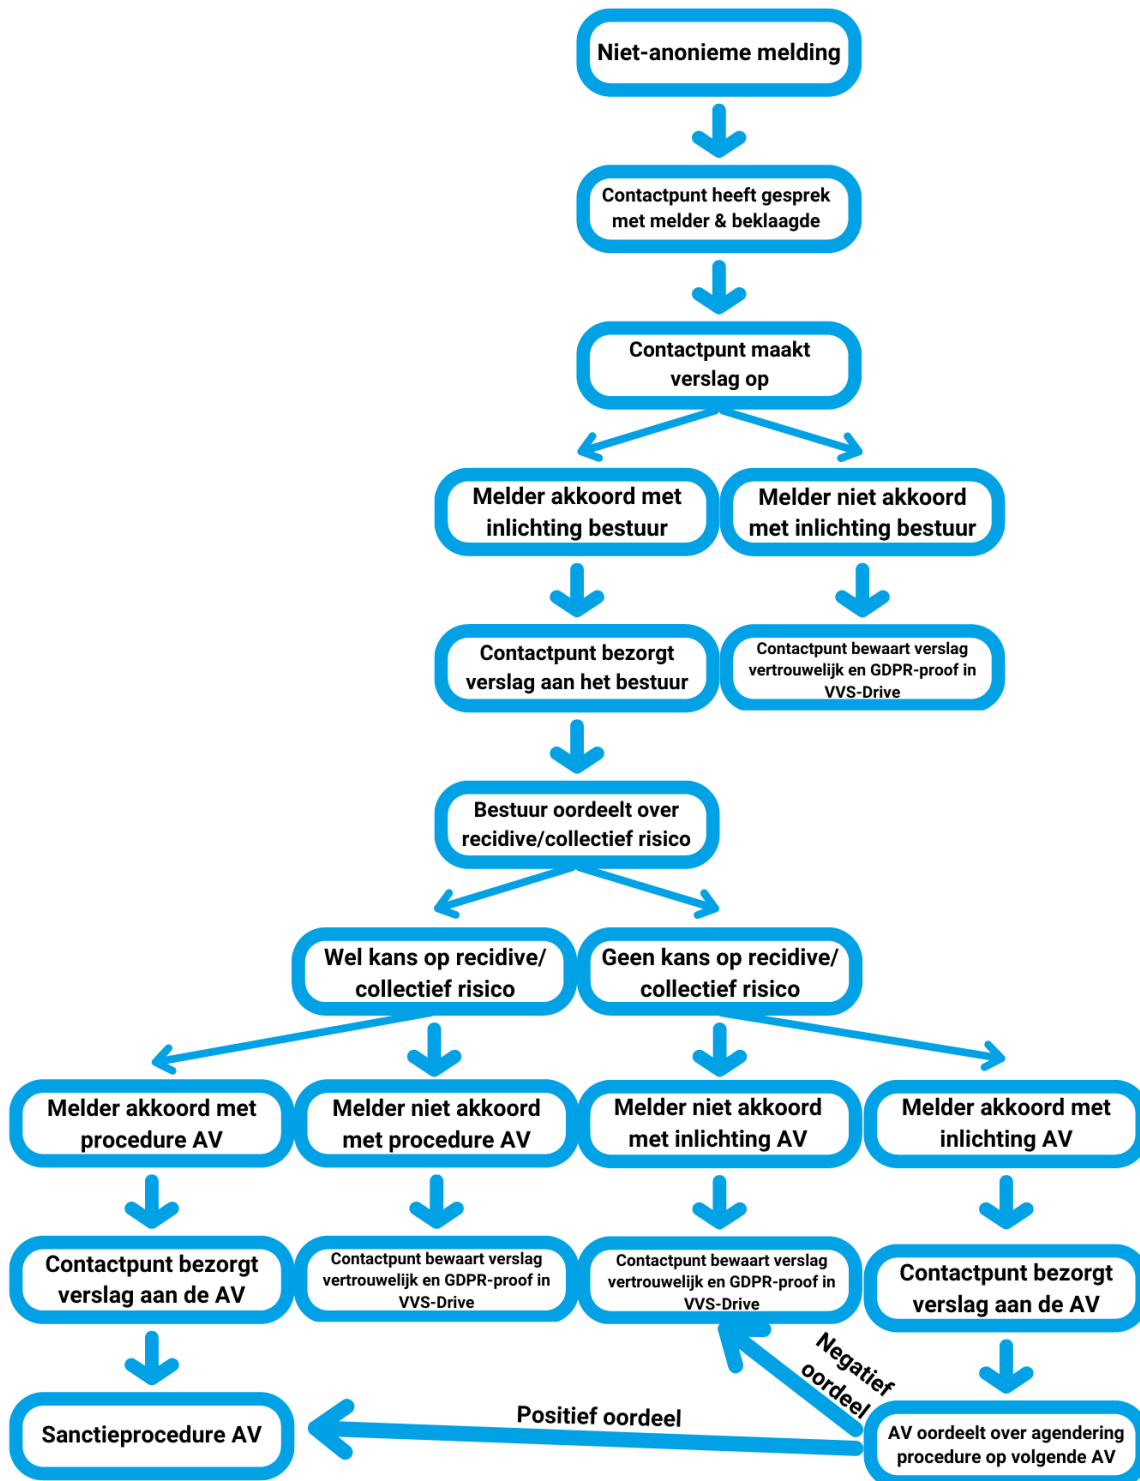 Niet-anonieme melding
Contactpunt heeft gesprek
met melder & beklaagde
Contactpunt maakt
verslag op
Melder akkoord met
inlichting bestuur
Melder niet akkoord
met inlichting bestuur
Contactpunt bezorgt
verslag aan het bestuur
Contactpunt bewaart verslag
vertrouwelijk en GDPR-proof in
VVS-Drive
Bestuur oordeelt over
recidive/collectief risico
Wel kans op recidive/
collectief risico
Geen kans op recidive/
collectief risico
Melder akkoord met
procedure AV
Melder niet akkoord
met procedure AV
Melder niet akkoord
met inlichting AV
Melder akkoord met
inlichting AV
Contactpunt bezorgt
verslag aan de AV
Contactpunt bewaart verslag
vertrouwelijk en GDPR-proof in
VVS-Drive
Contactpunt bewaart verslag
vertrouwelijk en GDPR-proof in
VVS-Drive
Contactpunt bezorgt
verslag aan de AV
Negatief
oordeel
Positief oordeel
Sanctieprocedure AV
AV oordeelt over agendering
procedure op volgende AV